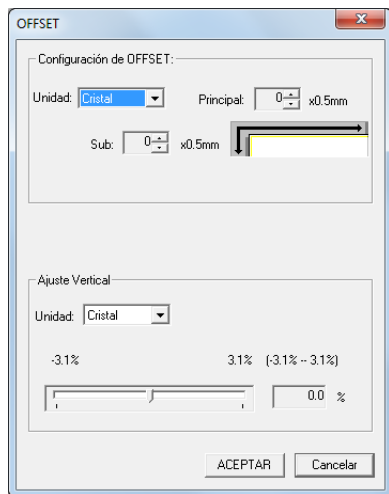 OFFSET
Configuración de OFFSET:
Unidad: Cristal Principal: 0 x0.5mm
Sub: 0 x0.5mm
Ajuste Vertical
Unidad: Cristal
-3.1% 3.1% (-3.1% -- 3.1%)
0.0 %
ACEPTAR Cancelar